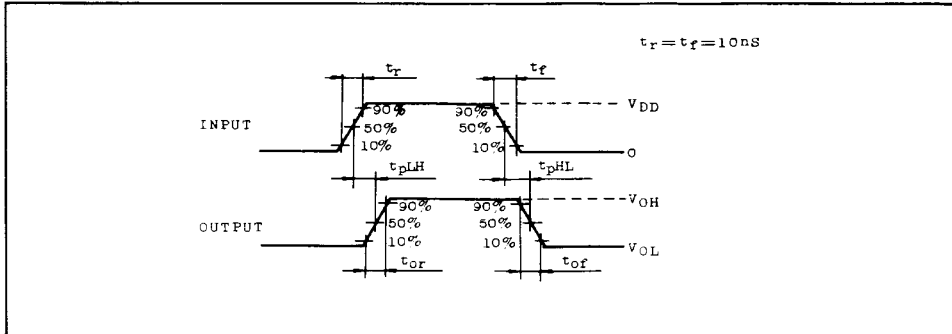 tr=tf=10nS
tr
tf
VDD
90%
90%
INPUT
50%
50%
10%
10%
0
tpLH
tpHL
VOH
90%
90%
OUTPUT
50%
50%
10%
10%
VOL
tor
tof